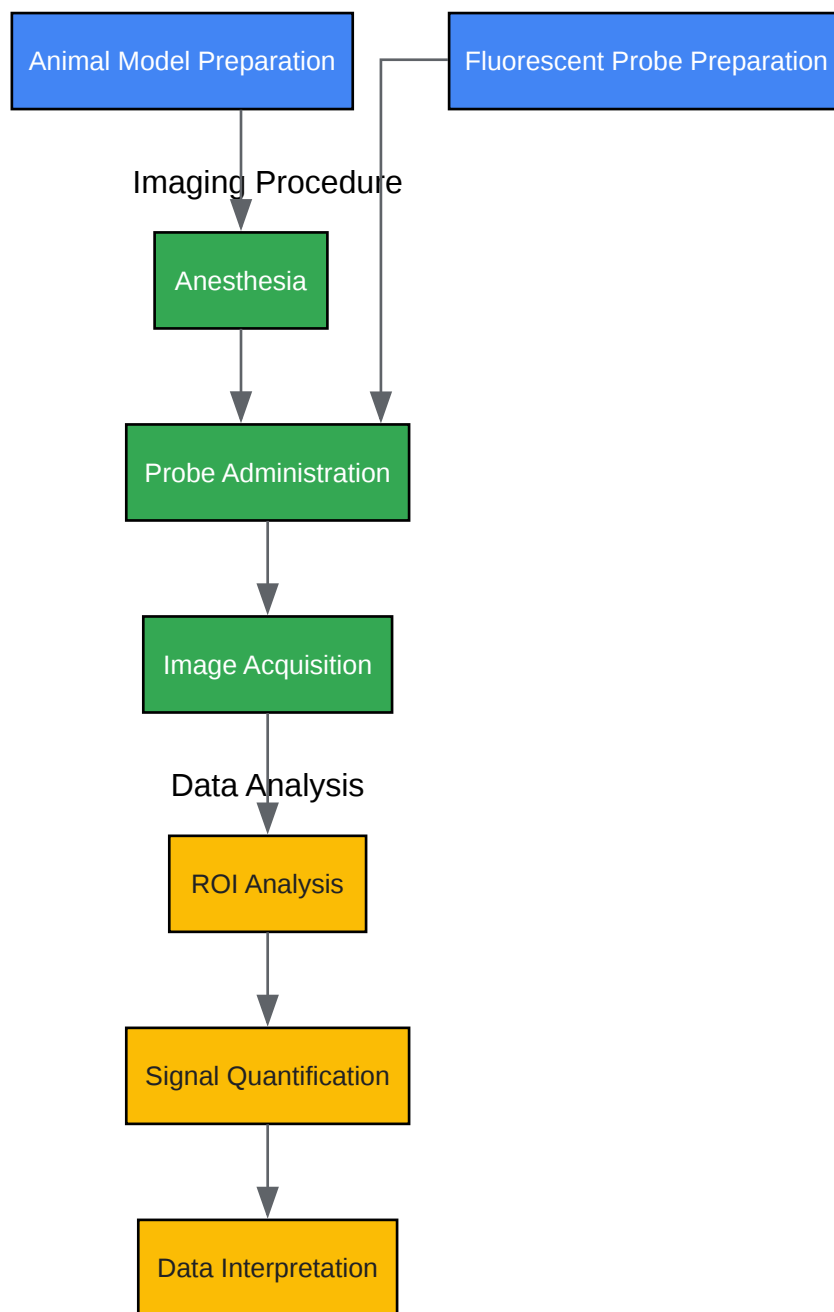 Animal Model Preparation
Fluorescent Probe Preparation
Imaging Procedure
Anesthesia
Probe Administration
Image Acquisition
Data Analysis
ROI Analysis
Signal Quantification
Data Interpretation